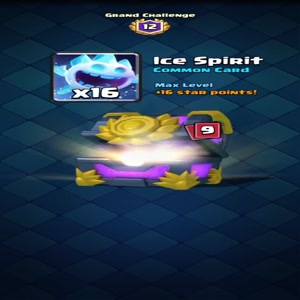 Grand Challenge
12
Ice Spirit
Common Card
x16
Max Level
+16 star points!
9